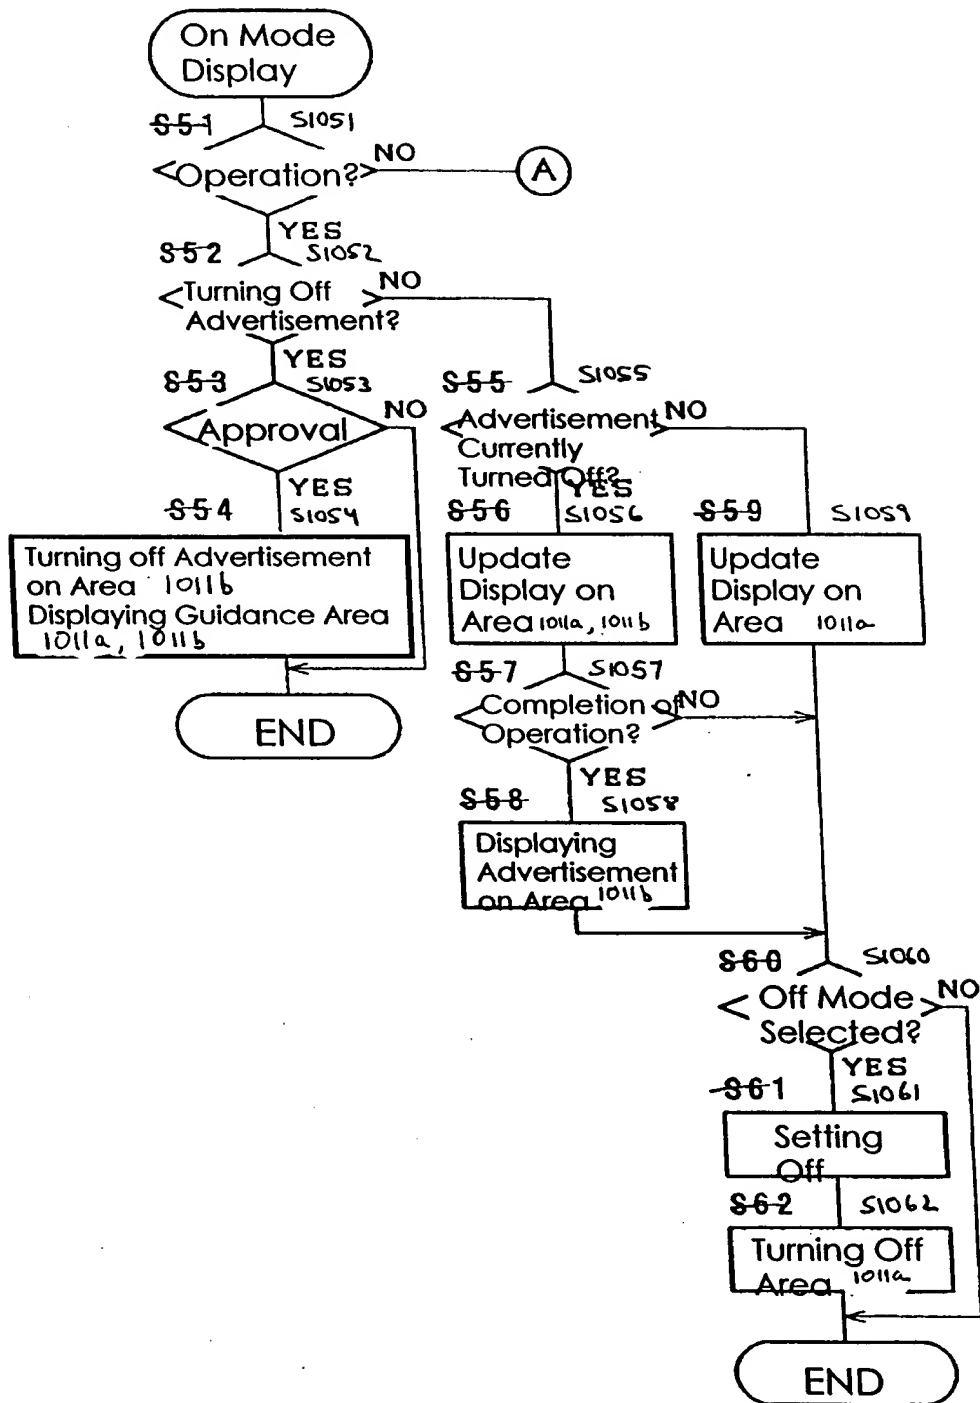 On Mode
Display
S51 S1051
Operation?
NO
A
YES
S52 S1052
Turning Off
Advertisement?
NO
YES
S53 S1053
Approval
NO
YES
S54 S1054
Turning off Advertisement
on Area 1011b
Displaying Guidance Area
1011a, 1011b
END
S55 S1055
Advertisement
Currently
Turned Off?
NO
YES
S56 S1056
Update
Display on
Area 1011a, 1011b
S59 S1059
Update
Display on
Area 1011a
S57 S1057
Completion of
Operation?
NO
YES
S58 S1058
Displaying
Advertisement
on Area 1011b
S60 S1060
Off Mode
Selected?
NO
YES
S61 S1061
Setting
Off
S62 S1062
Turning Off
Area 1011a
END